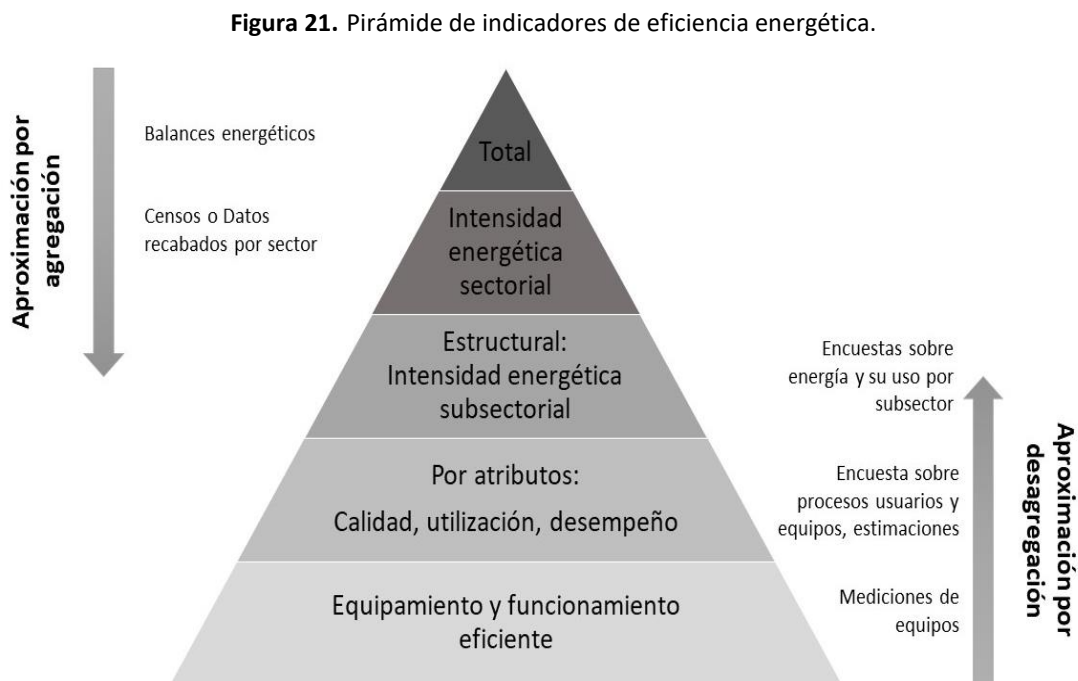 Figura 21. Pirámide de indicadores de eficiencia energética.
Aproximación por
agregación
Balances energéticos
Censos o Datos
recabados por sector
Total
Intensidad
energética
sectorial
Estructural:
Intensidad energética
subsectorial
Por atributos:
Calidad, utilización, desempeño
Equipamiento y funcionamiento
eficiente
Encuestas sobre
energía y su uso por
subsector
Encuesta sobre
procesos usuarios y
equipos, estimaciones
Mediciones de
equipos
Aproximación por
desagregación